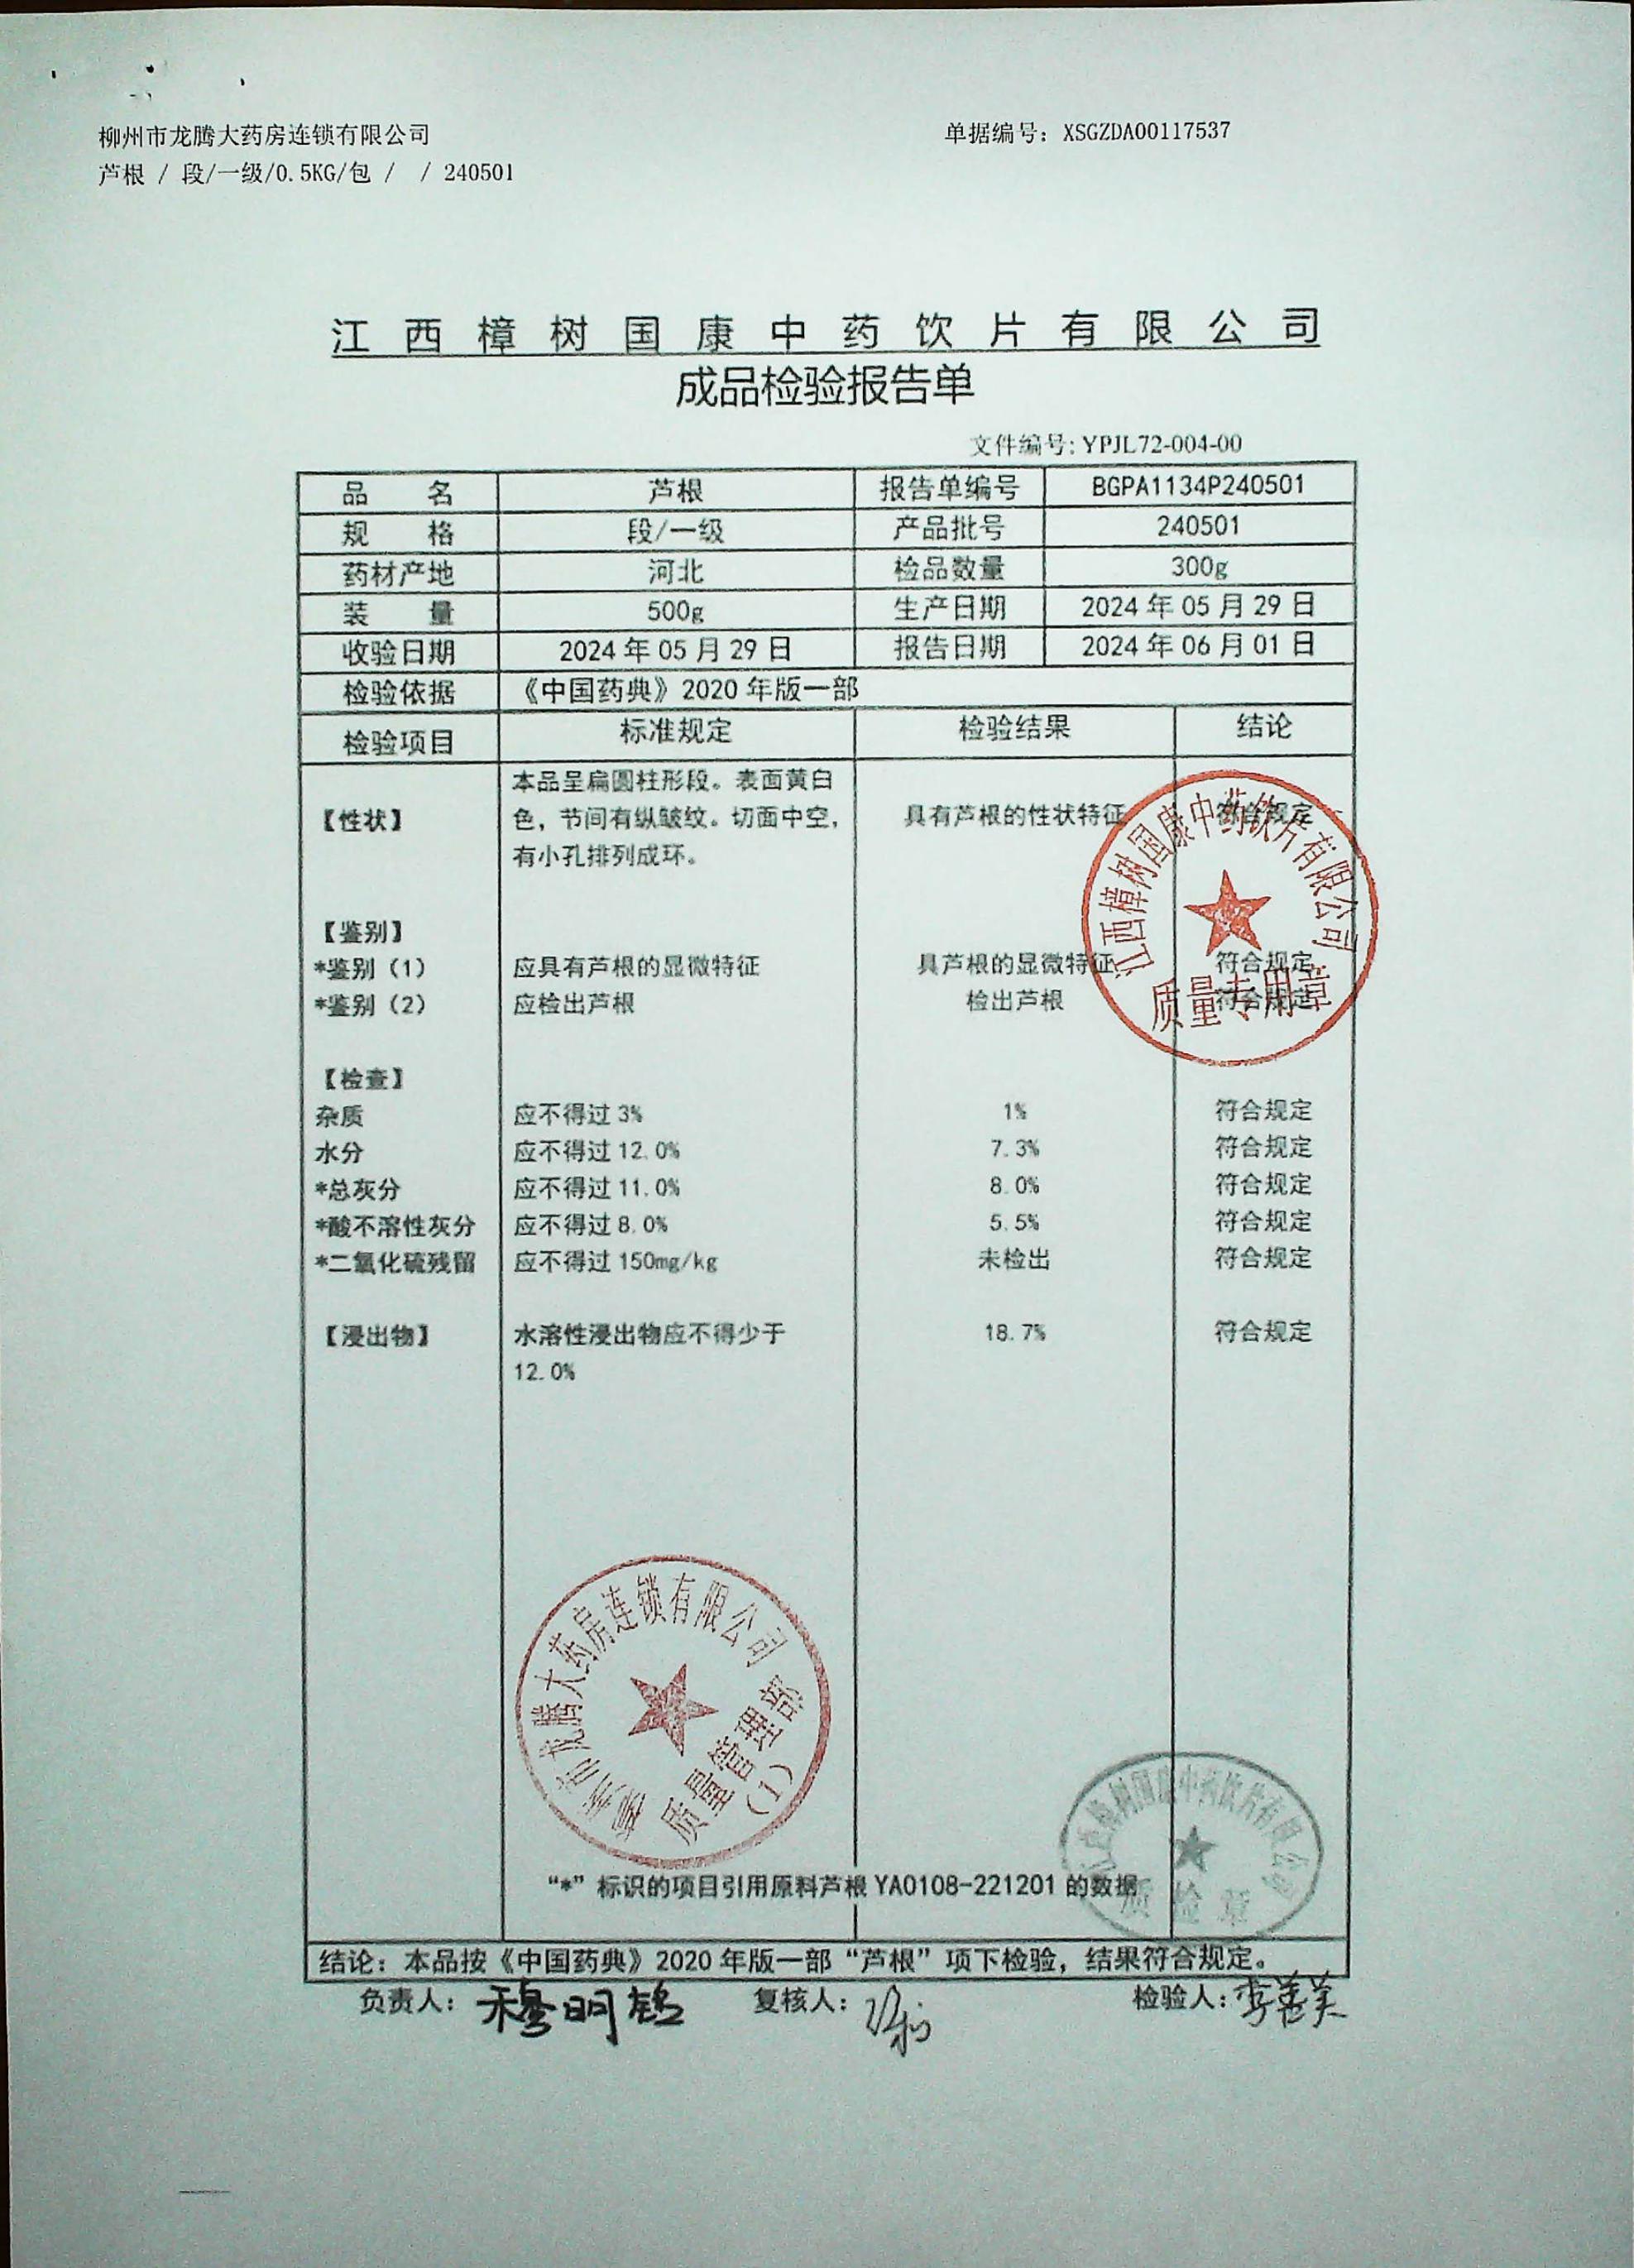 柳州市龙腾大药房连锁有限公司 单据编号：XSGZDA00117537
芦根 / 段/一级/0.5KG/包 / / 240501
江西樟树国康中药饮片有限公司
成品检验报告单
文件编号: YPJL72-004-00
品名 芦根 报告单编号 BGPA1134P240501
规格 段/一级 产品批号 240501
药材产地 河北 检品数量 300g
装量 500g 生产日期 2024年05月29日
收验日期 2024年05月29日 报告日期 2024年06月01日
检验依据 《中国药典》2020年版一部
检验项目 标准规定 检验结果 结论
本品呈扁圆柱形段。表面黄白
【性状】 色，节间有纵皱纹。切面中空， 具有芦根的性状特征 符合规定
有小孔排列成环。
【鉴别】
*鉴别（1） 应具有芦根的显微特征 具芦根的显微特征 符合规定
*鉴别（2） 应检出芦根 检出芦根 符合规定
江西樟树国康中药饮片有限公司
质量专用章
【检查】
杂质 应不得过3% 1% 符合规定
水分 应不得过12.0% 7.3% 符合规定
*总灰分 应不得过11.0% 8.0% 符合规定
*酸不溶性灰分 应不得过8.0% 5.5% 符合规定
*二氧化硫残留 应不得过150mg/kg 未检出 符合规定
【浸出物】 水溶性浸出物应不得少于 18.7% 符合规定
12.0%
柳州市龙腾大药房连锁有限公司
质量管理部
（1）
江西樟树国康中药饮片有限公司
质检章
“*”标识的项目引用原料芦根YA0108-221201的数据
结论：本品按《中国药典》2020年版一部“芦根”项下检验，结果符合规定。
负责人：穆明锴 复核人： 检验人：李善美